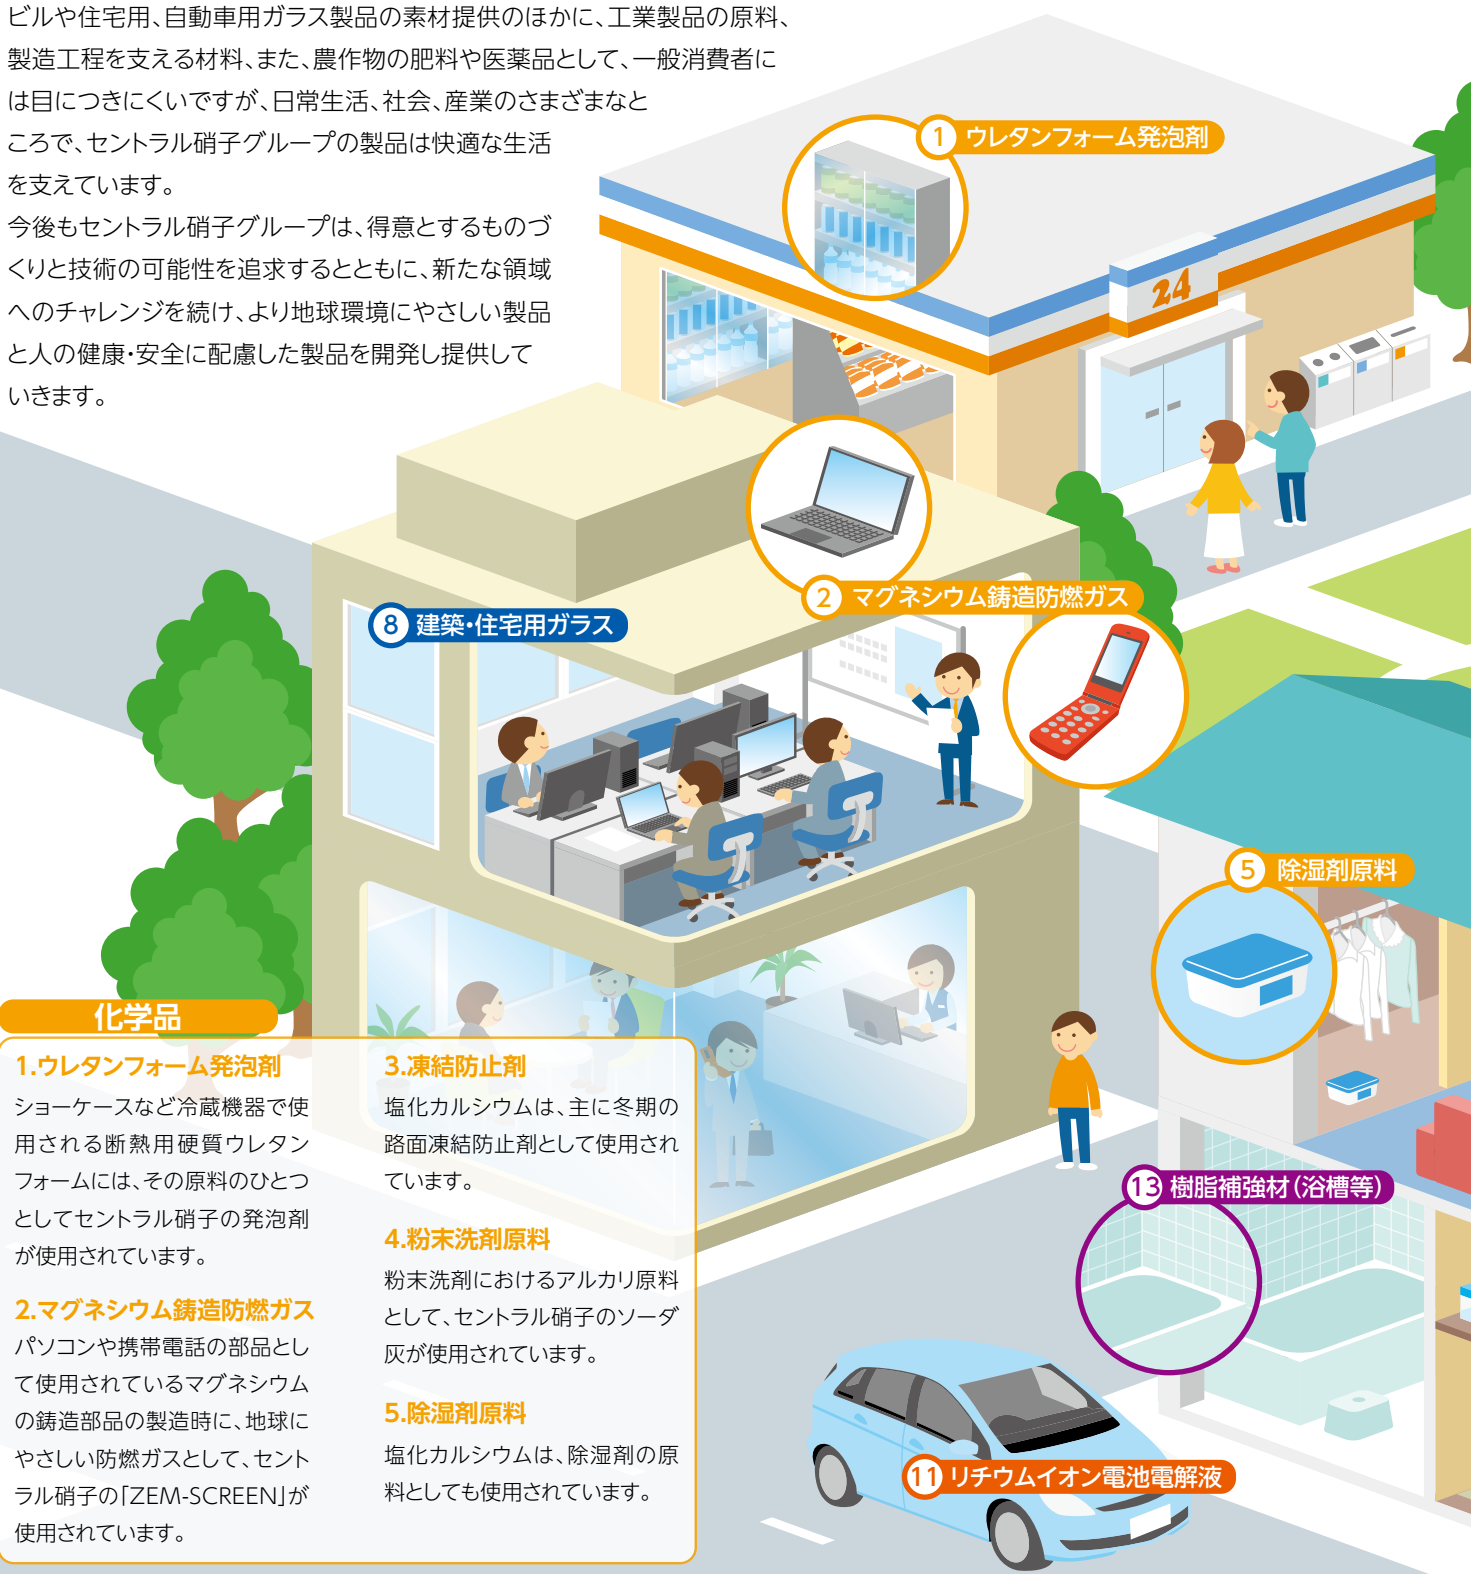 ビルや住宅用、自動車用ガラス製品の素材提供のほかに、工業製品の原料、
製造工程を支える材料、また、農作物の肥料や医薬品として、一般消費者に
は目につきにくいですが、日常生活、社会、産業のさまざまなと
ころで、セントラル硝子グループの製品は快適な生活
を支えています。
今後もセントラル硝子グループは、得意とするものづ
くりと技術の可能性を追求するとともに、新たな領域
へのチャレンジを続け、より地球環境にやさしい製品
と人の健康・安全に配慮した製品を開発し提供して
いきます。
1 ウレタンフォーム発泡剤
24
2 マグネシウム鋳造防燃ガス
8 建築・住宅用ガラス
5 除湿剤原料
13 樹脂補強材(浴槽等)
11 リチウムイオン電池電解液
化学品
1.ウレタンフォーム発泡剤
ショーケースなど冷蔵機器で使
用される断熱用硬質ウレタン
フォームには、その原料のひとつ
としてセントラル硝子の発泡剤
が使用されています。
2.マグネシウム鋳造防燃ガス
パソコンや携帯電話の部品とし
て使用されているマグネシウム
の鋳造部品の製造時に、地球に
やさしい防燃ガスとして、セント
ラル硝子の「ZEM-SCREEN」が
使用されています。
3.凍結防止剤
塩化カルシウムは、主に冬期の
路面凍結防止剤として使用され
ています。
4.粉末洗剤原料
粉末洗剤におけるアルカリ原料
として、セントラル硝子のソーダ
灰が使用されています。
5.除湿剤原料
塩化カルシウムは、除湿剤の原
料としても使用されています。